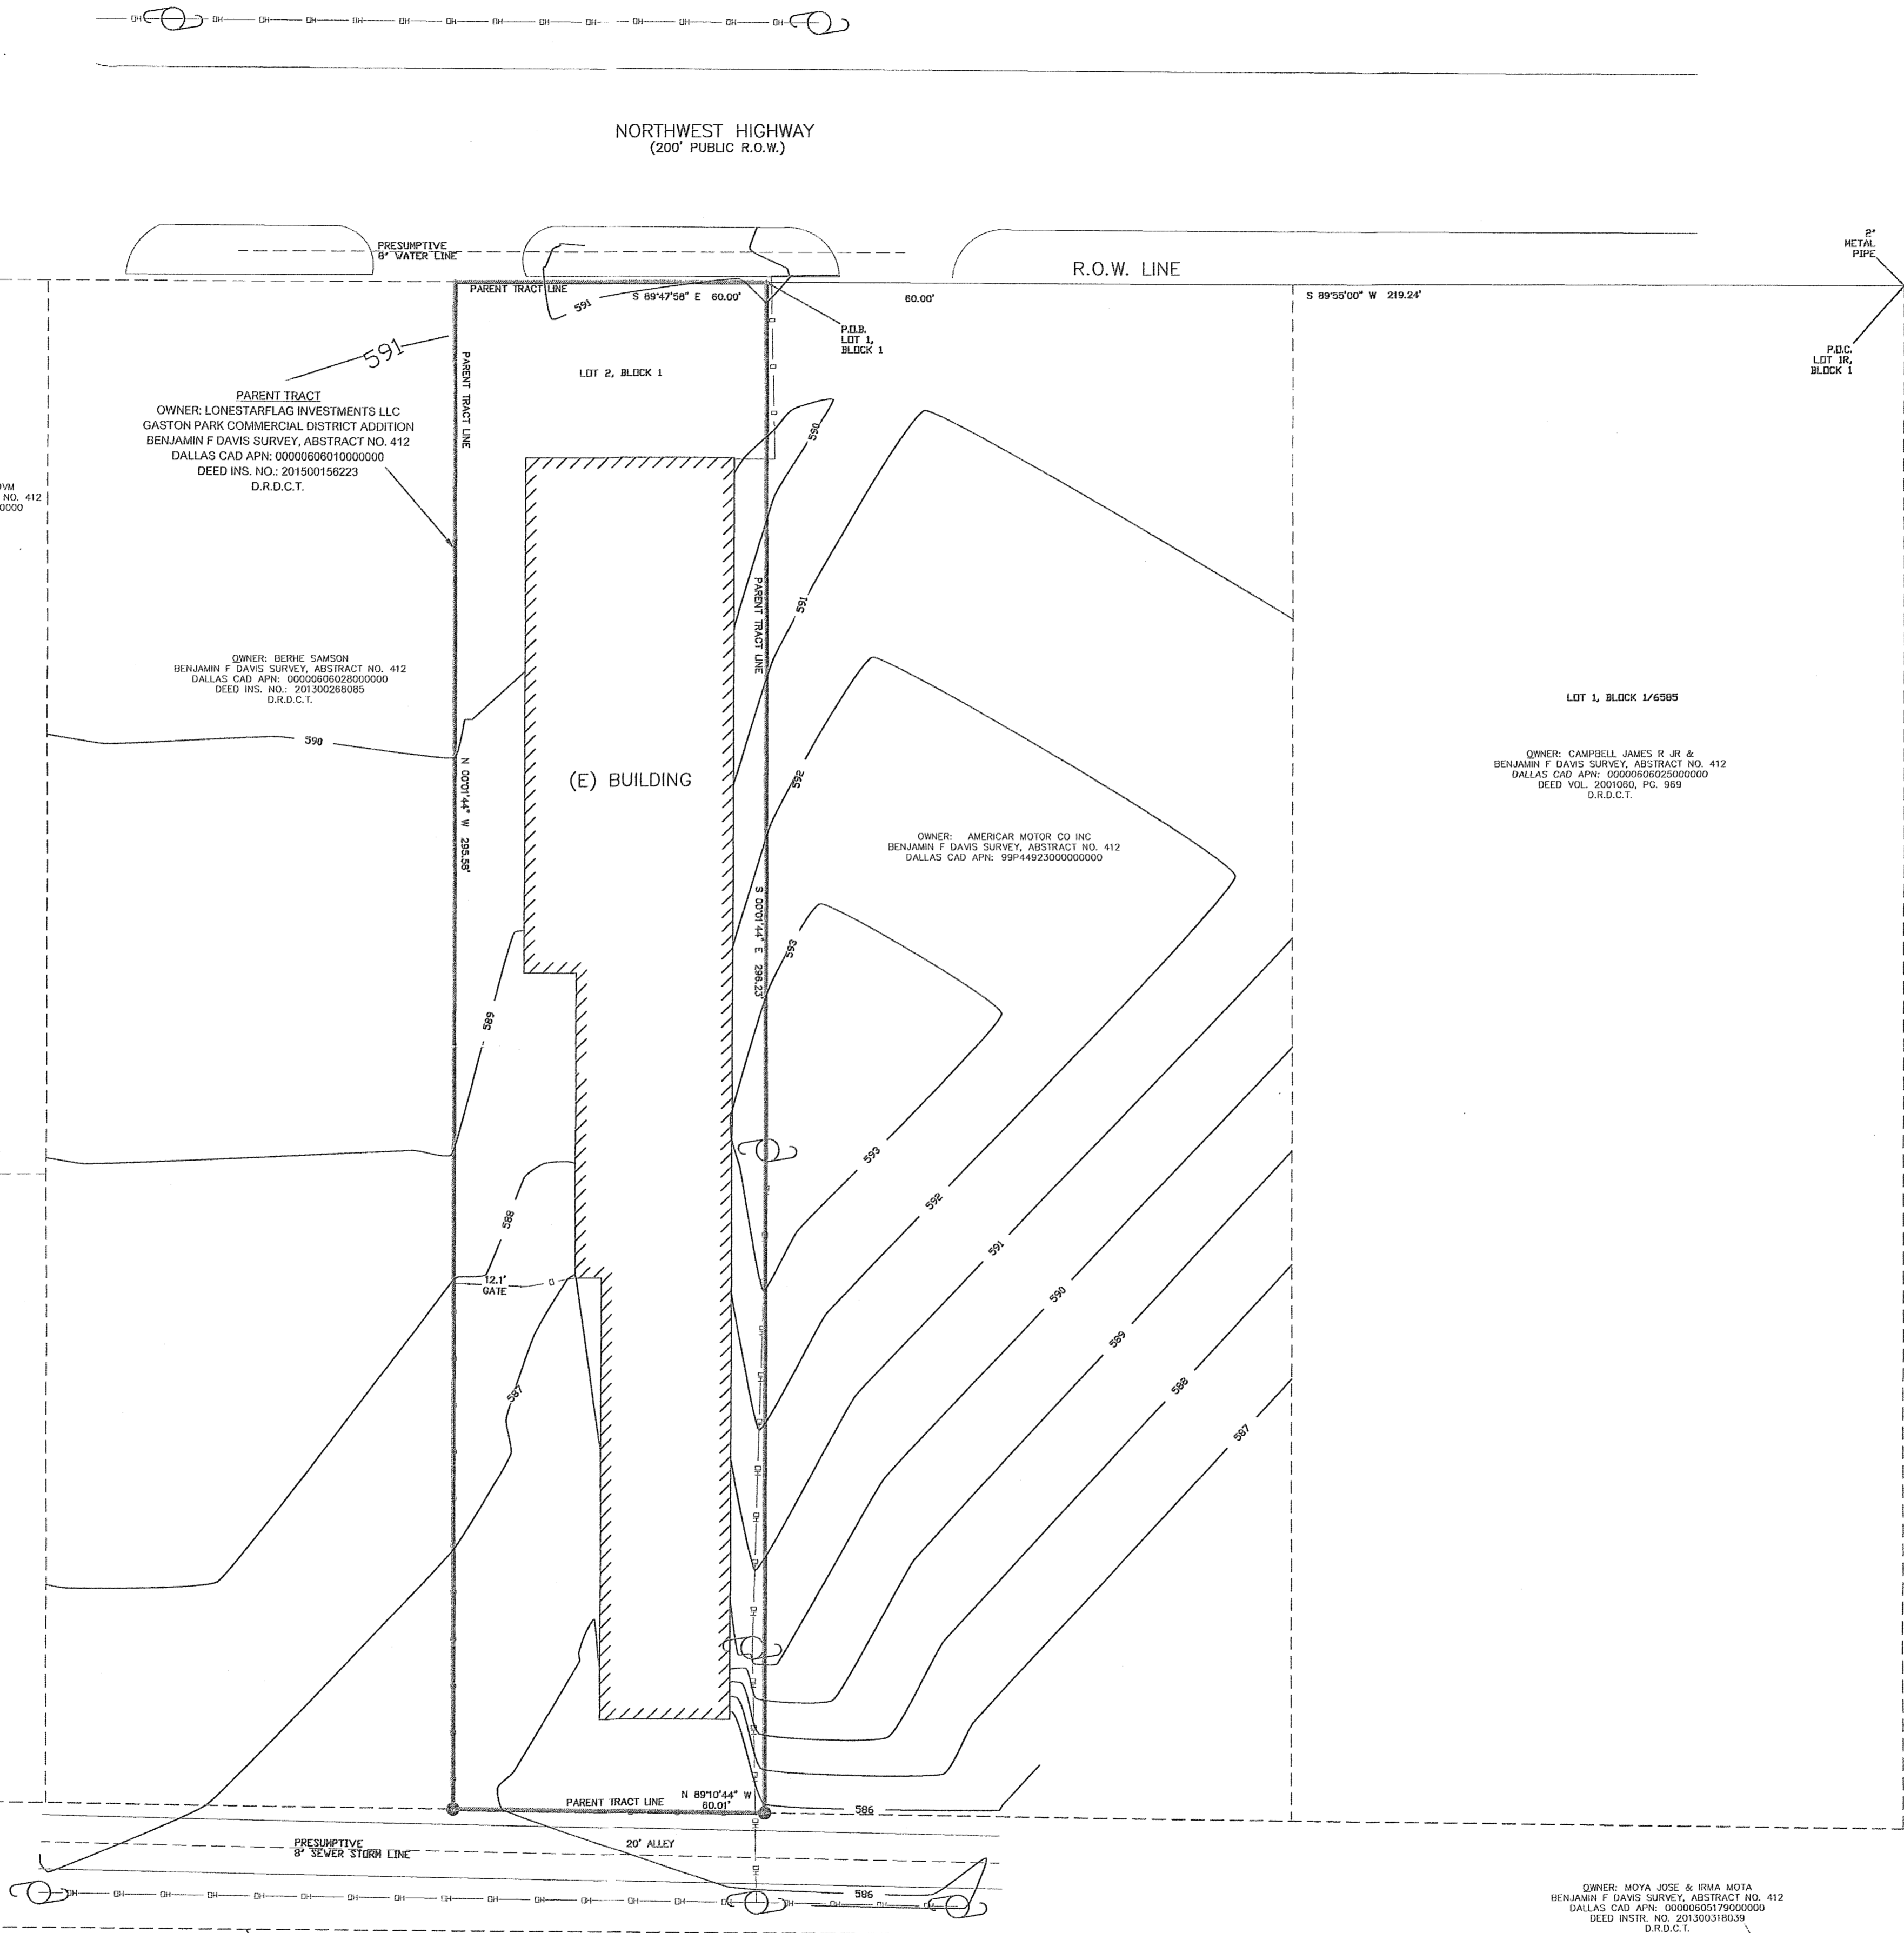 NORTHWEST HIGHWAY
(200' PUBLIC R.O.W.)
PRESUMPTIVE
8" WATER LINE
R.O.W. LINE
2"
METAL
PIPE
PARENT TRACT LINE
S 89°47'58" E 60.00'
60.00'
S 89°55'00" W 219.24'
591
P.O.B.
LOT 1,
BLOCK 1
P.O.C.
LOT 1R,
BLOCK 1
591
LOT 2, BLOCK 1
PARENT TRACT LINE
PARENT TRACT
OWNER: LONESTARFLAG INVESTMENTS LLC
GASTON PARK COMMERCIAL DISTRICT ADDITION
BENJAMIN F DAVIS SURVEY, ABSTRACT NO. 412
DALLAS CAD APN: 00000606010000000
DEED INS. NO.: 201500156223
D.R.D.C.T.
NO. 412
590
591
PARENT TRACT LINE
OWNER: BERHE SAMSON
BENJAMIN F DAVIS SURVEY, ABSTRACT NO. 412
DALLAS CAD APN: 00000606028000000
DEED INS. NO.: 201300268085
D.R.D.C.T.
LOT 1, BLOCK 1/6585
590
592
(E) BUILDING
OWNER: CAMPBELL JAMES R JR &
BENJAMIN F DAVIS SURVEY, ABSTRACT NO. 412
DALLAS CAD APN: 00000606025000000
DEED VOL. 2001060, PG. 969
D.R.D.C.T.
N 00°01'44" W 295.58'
OWNER: AMERICAR MOTOR CO INC
BENJAMIN F DAVIS SURVEY, ABSTRACT NO. 412
DALLAS CAD APN: 99P44923000000000
S 00°01'44" E 296.23'
593
589
593
592
588
591
12.1'
GATE
590
589
588
587
587
PARENT TRACT LINE
N 89°10'44" W
60.01'
586
PRESUMPTIVE
8" SEWER STORM LINE
20' ALLEY
586
OWNER: MOYA JOSE & IRMA MOTA
BENJAMIN F DAVIS SURVEY, ABSTRACT NO. 412
DALLAS CAD APN: 00000605179000000
DEED INSTR. NO. 201300318039
D.R.D.C.T.